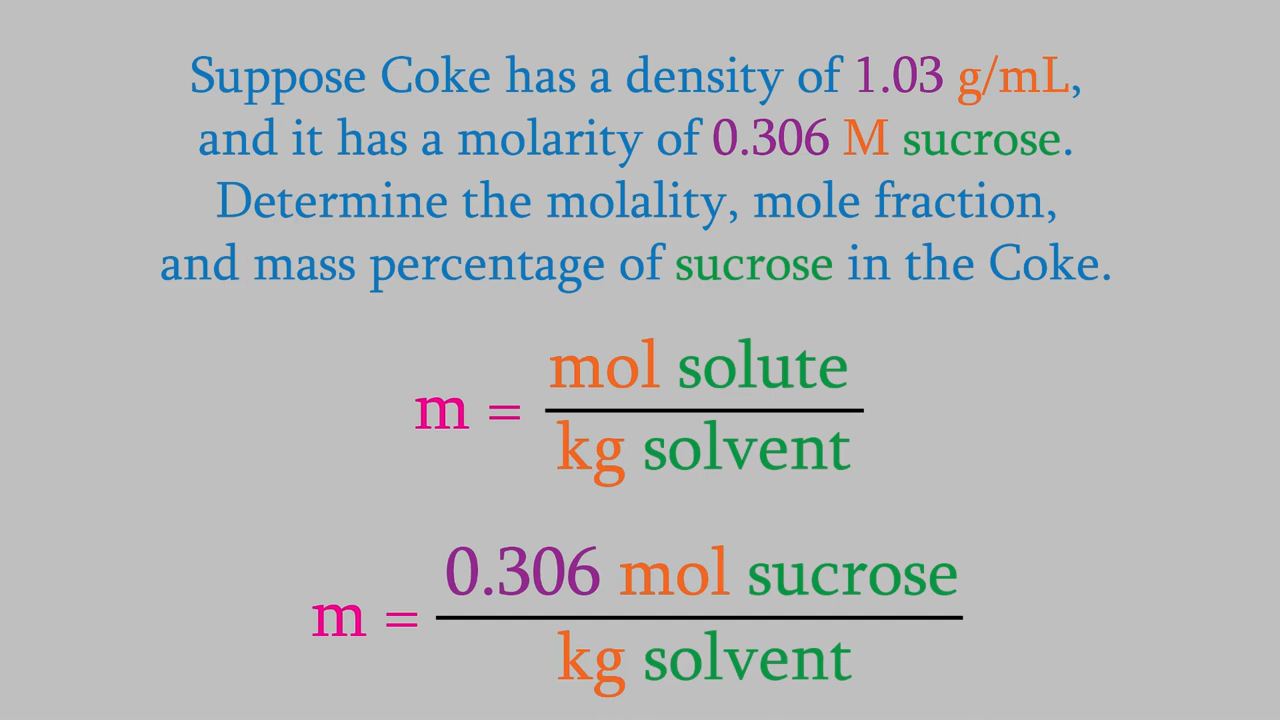 Suppose Coke has a density of 1.03 g/mL,
and it has a molarity of 0.306 M sucrose.
Determine the molality, mole fraction,
and mass percentage of sucrose in the Coke.
mol solute
m =
kg solvent
0.306 mol sucrose
m =
kg solvent